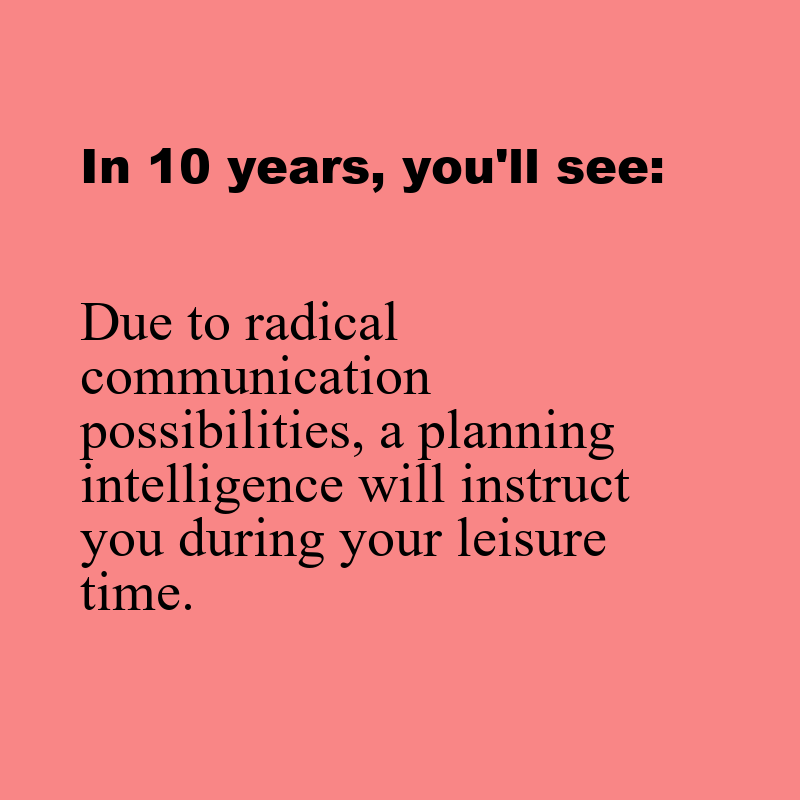 In 10 years, you'll see:
Due to radical
communication
possibilities, a planning
intelligence will instruct
you during your leisure
time.